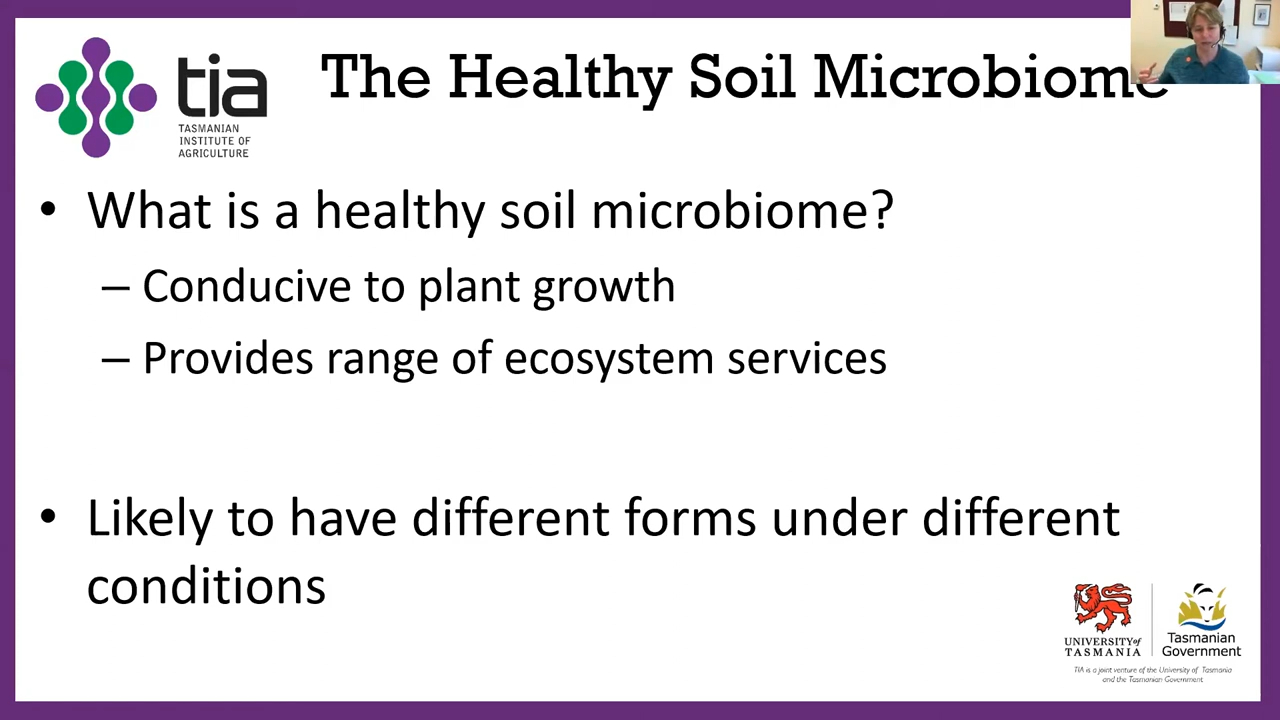 The Healthy Soil Microbiome
tia
TASMANIAN
INSTITUTE OF
AGRICULTURE
• What is a healthy soil microbiome?
– Conducive to plant growth
– Provides range of ecosystem services
• Likely to have different forms under different
conditions
UNIVERSITY of
TASMANIA
Tasmanian
Government
TIA is a joint venture of the University of Tasmania
and the Tasmanian Government